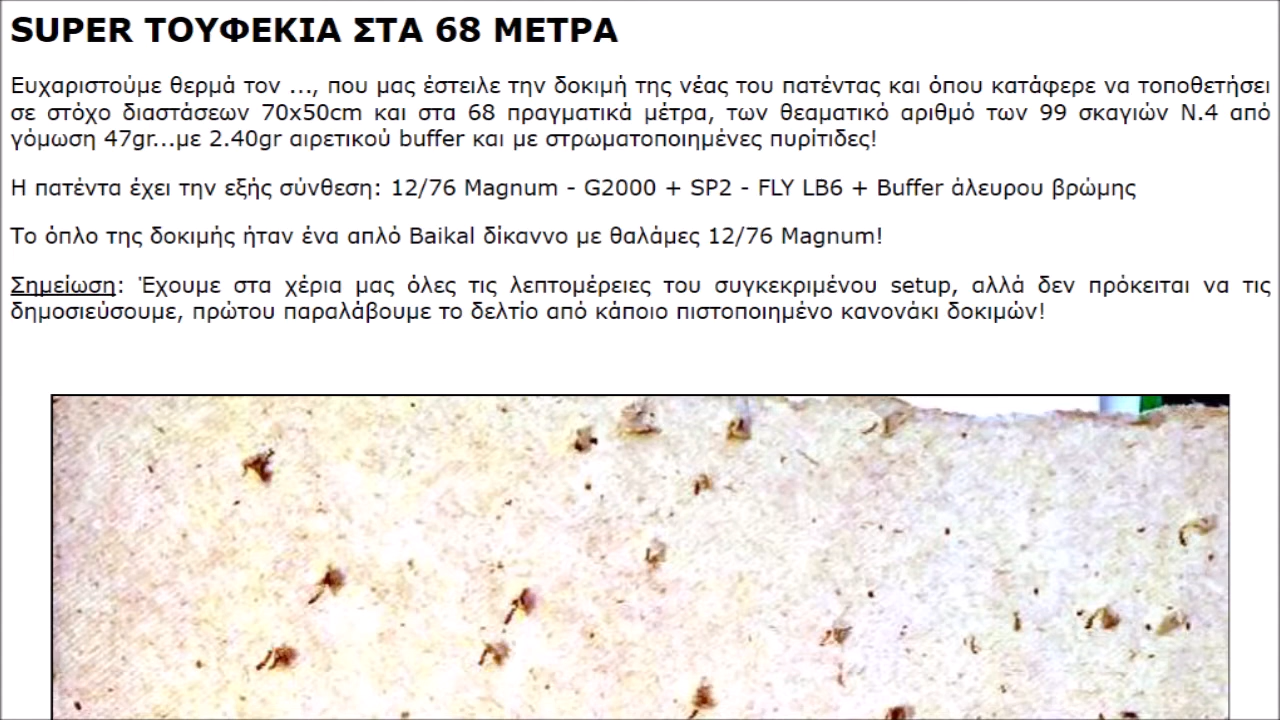 SUPER ΤΟΥΦΕΚΙΑ ΣΤΑ 68 ΜΕΤΡΑ
Ευχαριστούμε θερμά τον ..., που μας έστειλε την δοκιμή της νέας του πατέντας και όπου κατάφερε να τοποθετήσει
σε στόχο διαστάσεων 70x50cm και στα 68 πραγματικά μέτρα, των θεαματικό αριθμό των 99 σκαγιών Ν.4 από
γόμωση 47gr...με 2.40gr αιρετικού buffer και με στρωματοποιημένες πυρίτιδες!
Η πατέντα έχει την εξής σύνθεση: 12/76 Magnum - G2000 + SP2 - FLY LB6 + Buffer άλευρου βρώμης
Το όπλο της δοκιμής ήταν ένα απλό Baikal δίκαννο με θαλάμες 12/76 Magnum!
Σημείωση: Έχουμε στα χέρια μας όλες τις λεπτομέρειες του συγκεκριμένου setup, αλλά δεν πρόκειται να τις
δημοσιεύσουμε, πρώτου παραλάβουμε το δελτίο από κάποιο πιστοποιημένο κανονάκι δοκιμών!